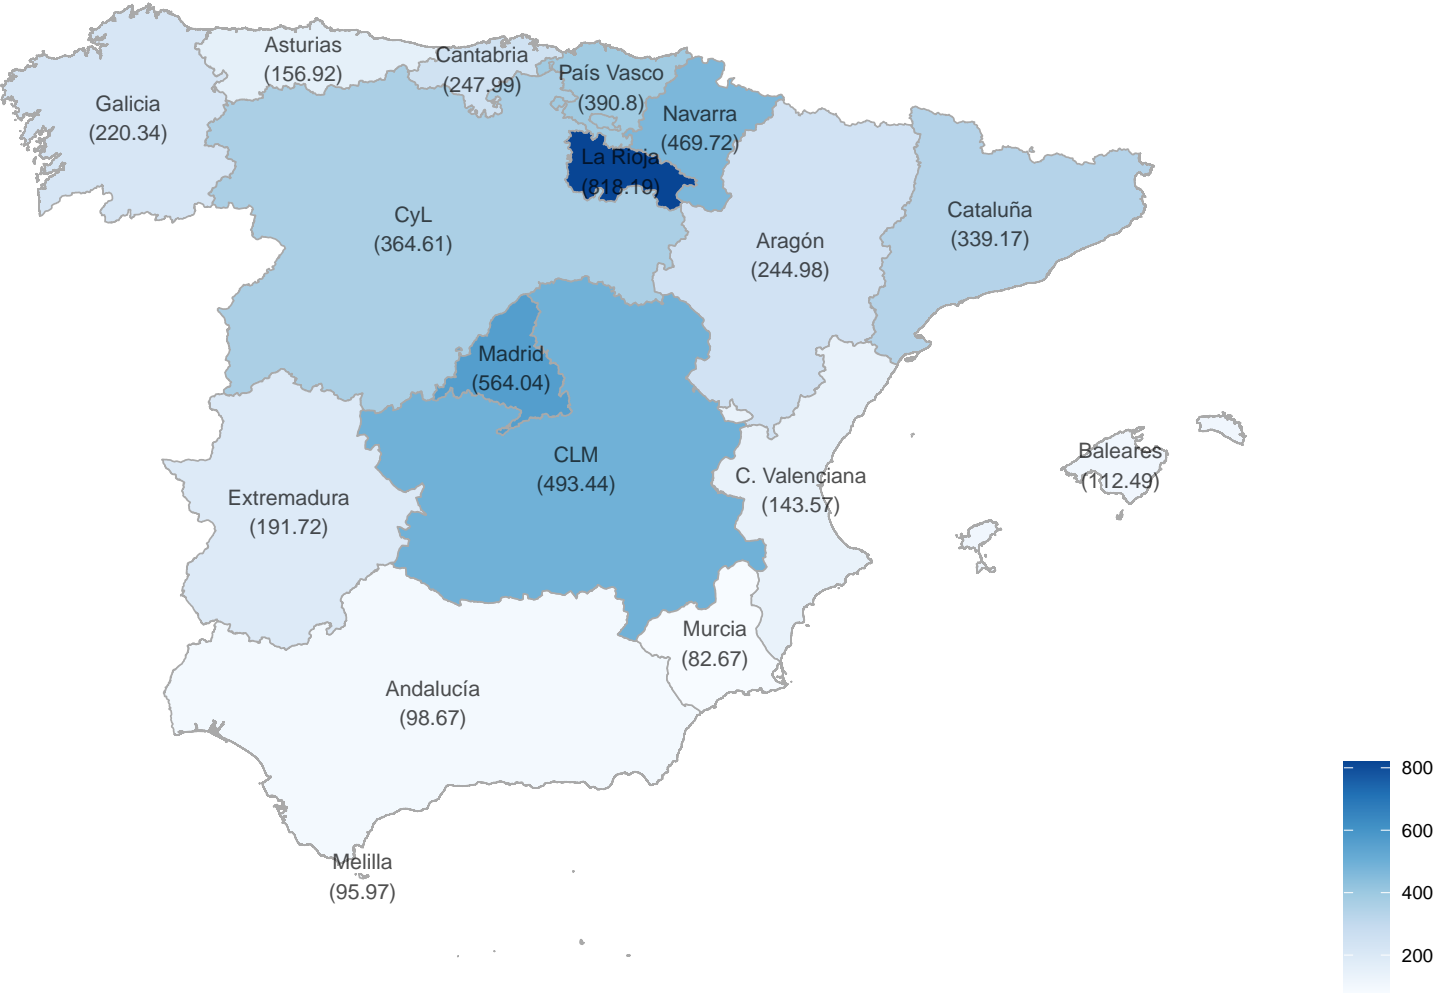 Asturias
(156.92)
Cantabria
(247.99)
País Vasco
(390.8)
Galicia
(220.34)
Navarra
(469.72)
La Rioja
(818.19)
CyL
(364.61)
Cataluña
(339.17)
Aragón
(244.98)
Madrid
(564.04)
CLM
(493.44)
Baleares
(112.49)
C. Valenciana
(143.57)
Extremadura
(191.72)
Murcia
(82.67)
Andalucía
(98.67)
Melilla
(95.97)
800
600
400
200